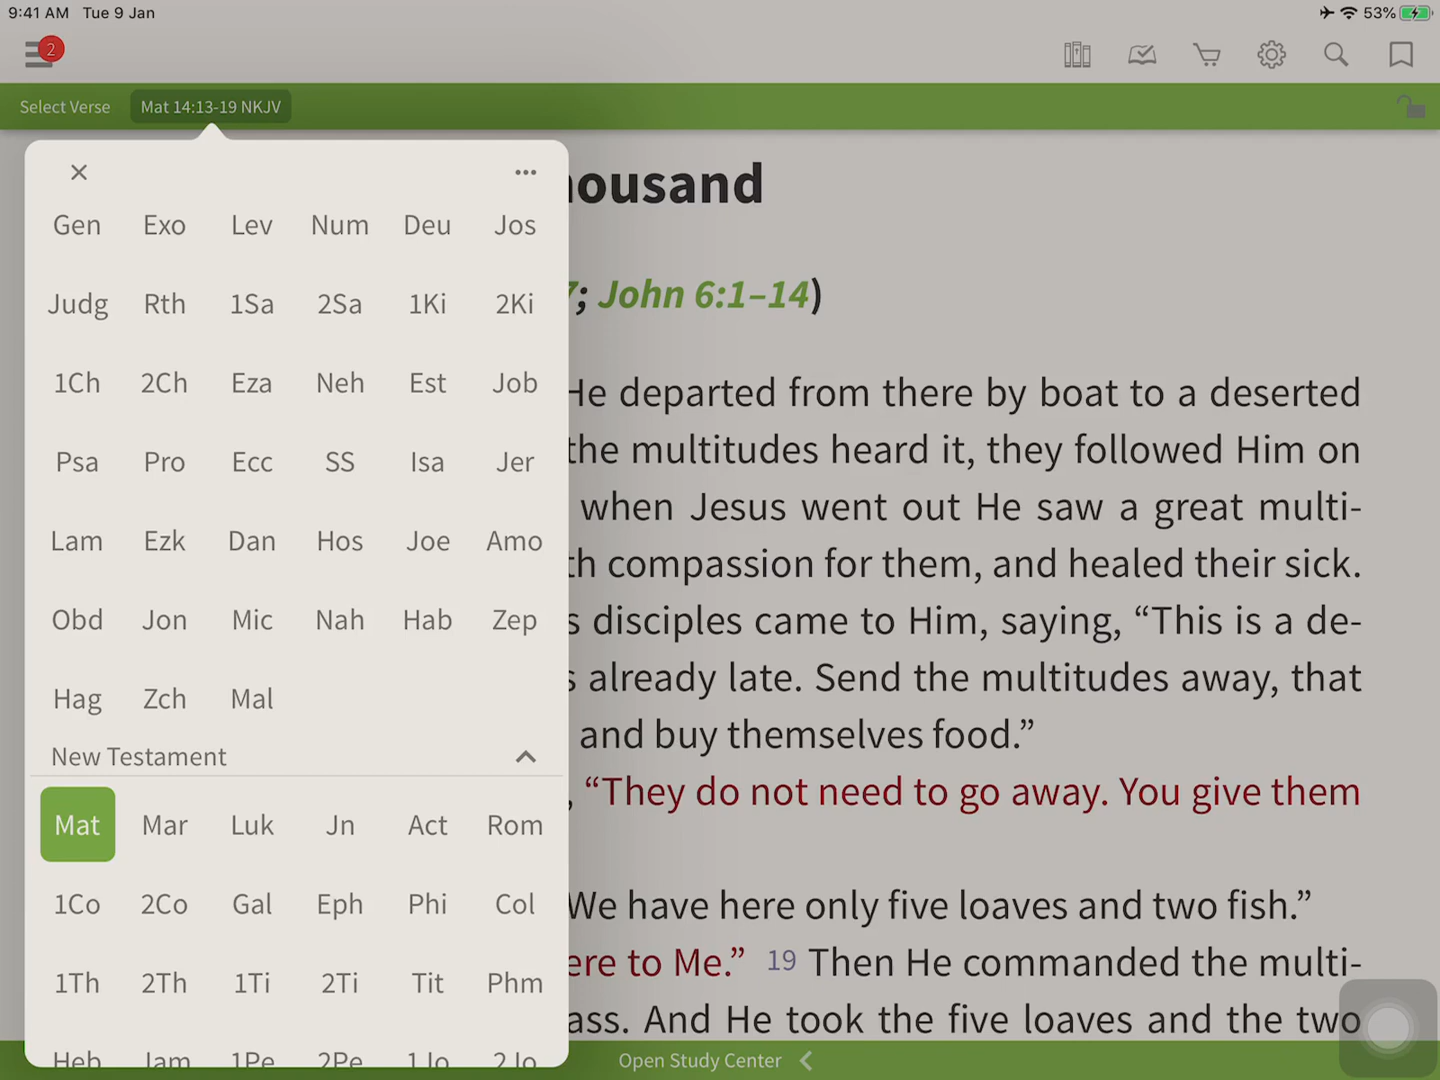 9:41 AM Tue 9 Jan 53%
2
Select Verse Mat 14:13-19 NKJV
Gen Exo Lev Num Deu Jos
Judg Rth 1Sa 2Sa 1Ki 2Ki
1Ch 2Ch Eza Neh Est Job
Psa Pro Ecc SS Isa Jer
Lam Ezk Dan Hos Joe Amo
Obd Jon Mic Nah Hab Zep
Hag Zch Mal
New Testament
Mat Mar Luk Jn Act Rom
1Co 2Co Gal Eph Phi Col
1Th 2Th 1Ti 2Ti Tit Phm
Heb Jam 1Pe 2Pe 1Jo 2Jo
housand
7; John 6:1–14)
He departed from there by boat to a deserted
the multitudes heard it, they followed Him on
when Jesus went out He saw a great multi-
th compassion for them, and healed their sick.
s disciples came to Him, saying, “This is a de-
s already late. Send the multitudes away, that
and buy themselves food.”
, “They do not need to go away. You give them
We have here only five loaves and two fish.”
ere to Me.” 19 Then He commanded the multi-
ass. And He took the five loaves and the two
Open Study Center